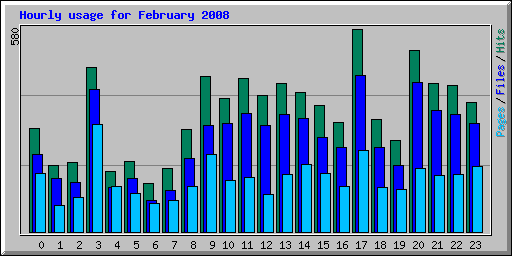 Hourly usage for February 2008
580
Pages/Files/Hits
0 1 2 3 4 5 6 7 8 9 10 11 12 13 14 15 16 17 18 19 20 21 22 23